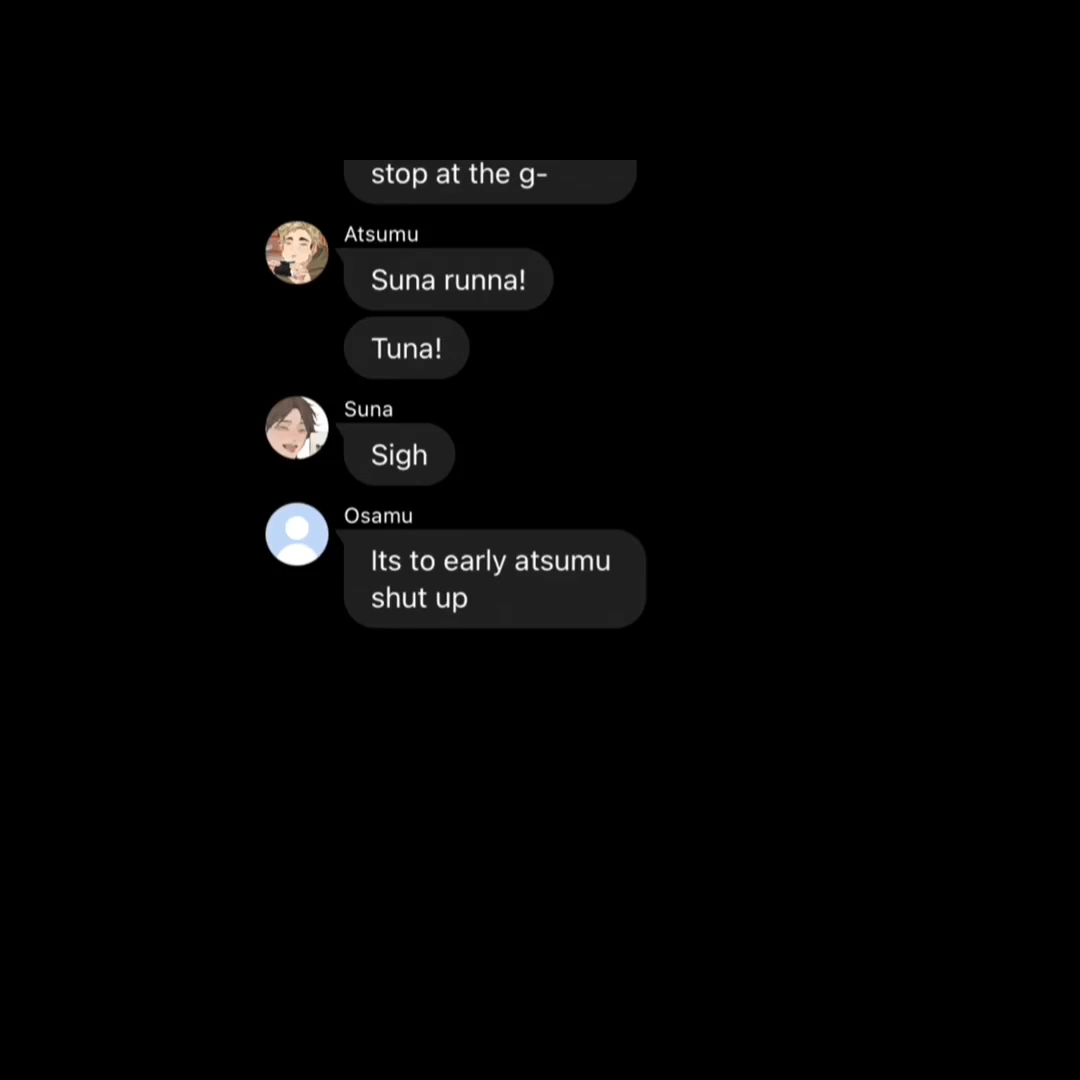 stop at the g-
Atsumu
Suna runna!
Tuna!
Suna
Sigh
Osamu
Its to early atsumu
shut up